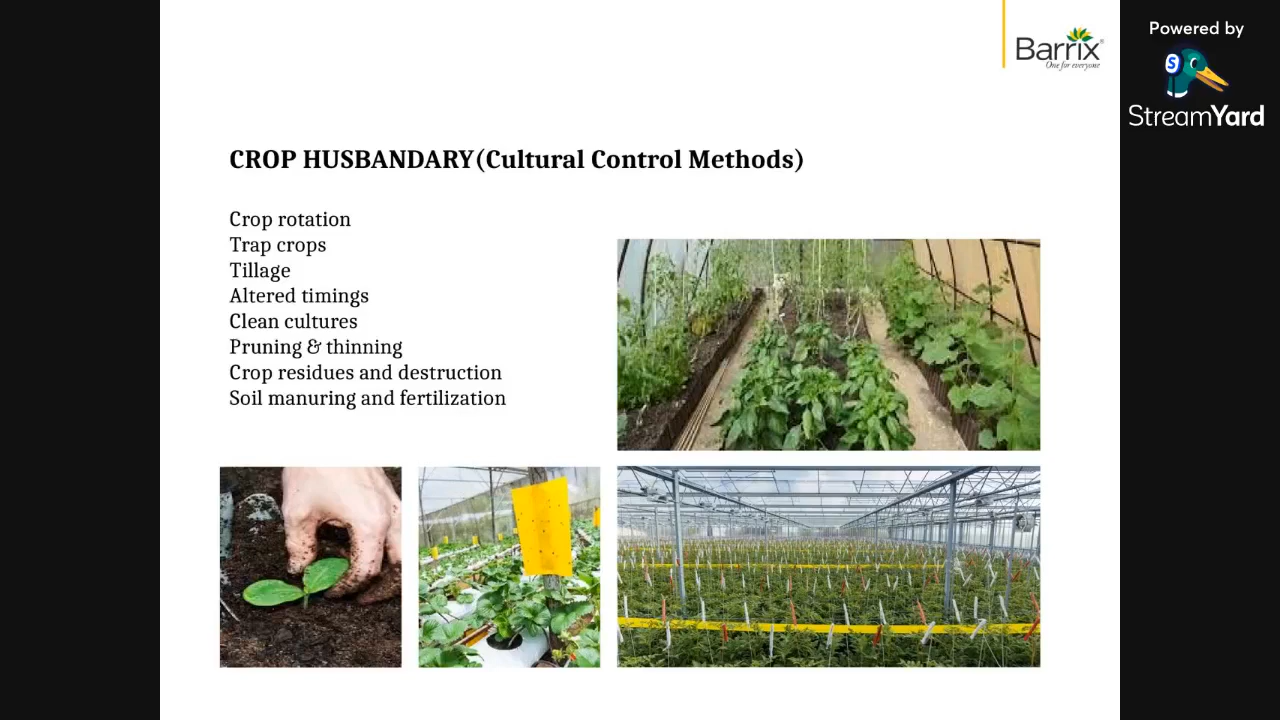 Barrix
One for everyone
Powered by
StreamYard
CROP HUSBANDARY(Cultural Control Methods)
Crop rotation
Trap crops
Tillage
Altered timings
Clean cultures
Pruning & thinning
Crop residues and destruction
Soil manuring and fertilization